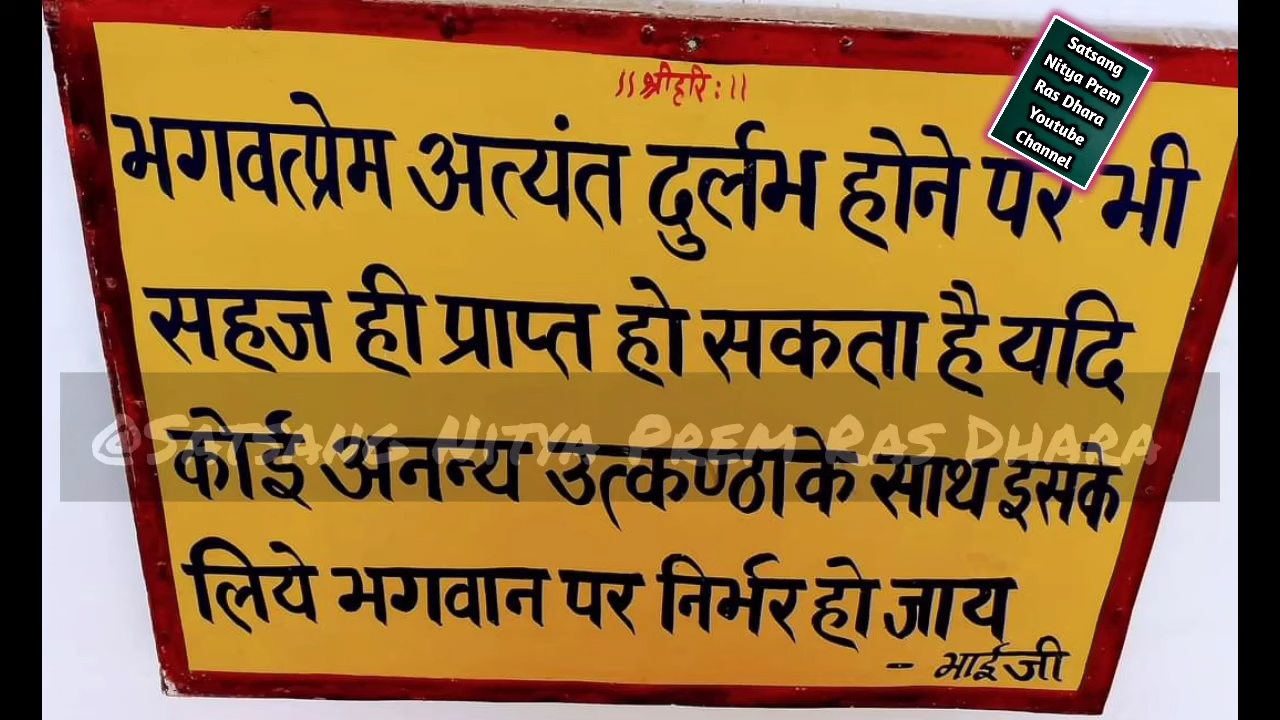 ॥ श्रीहरिः ॥
भगवत्प्रेम अत्यंत दुर्लभ होने पर भी
सहज ही प्राप्त हो सकता है यदि
कोई अनन्य उत्कण्ठा के साथ इसके
लिये भगवान पर निर्भर हो जाय
- भाईजी
Satsang
Nitya Prem
Ras Dhara
Youtube
Channel
@Satsang Nitya Prem Ras Dhara